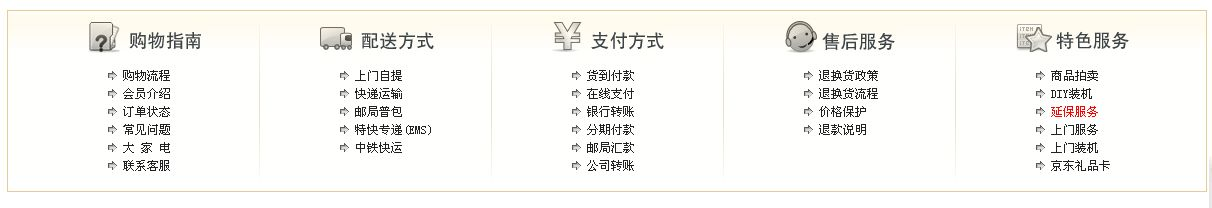 购物指南
购物流程
会员介绍
订单状态
常见问题
大 家 电
联系客服
配送方式
上门自提
快递运输
邮局普包
特快专递(EMS)
中铁快运
支付方式
货到付款
在线支付
银行转账
分期付款
邮局汇款
公司转账
售后服务
退换货政策
退换货流程
价格保护
退款说明
特色服务
商品拍卖
DIY装机
延保服务
上门服务
上门装机
京东礼品卡